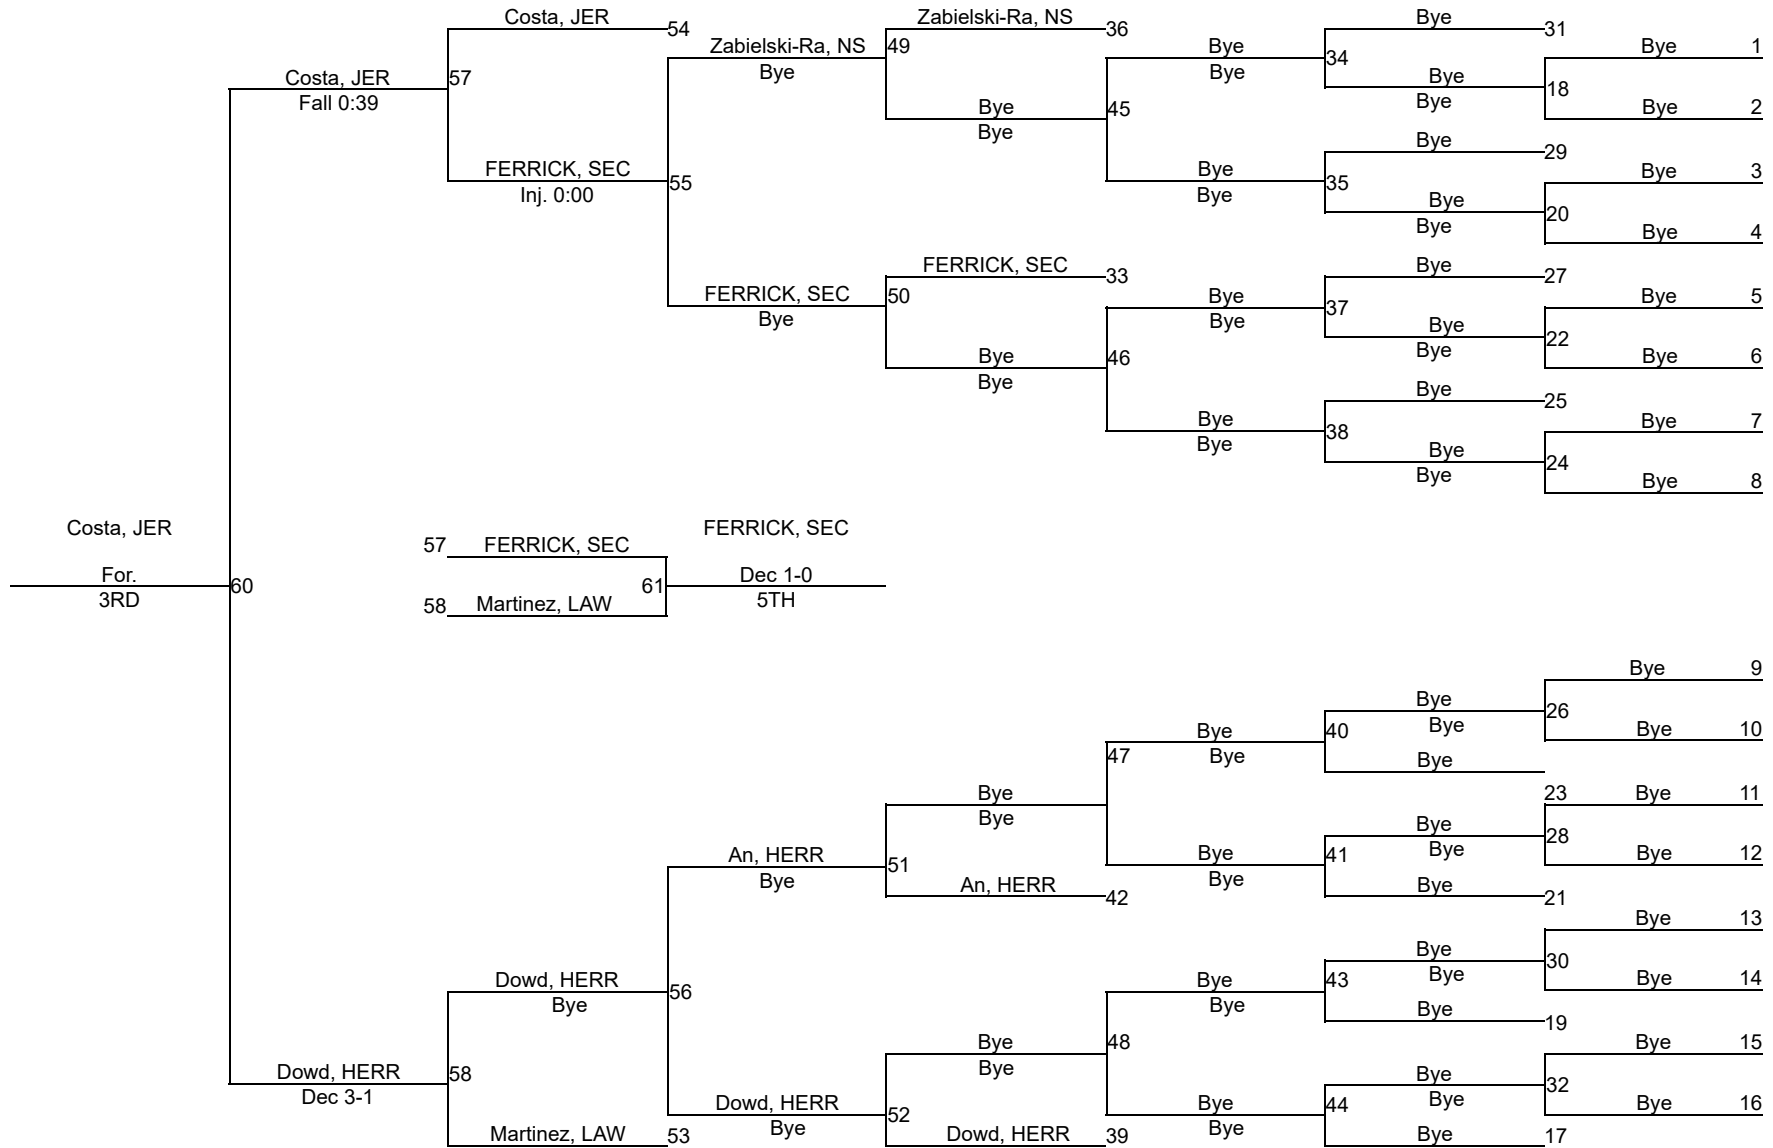 Costa, JER
54
Zabielski-Ra, NS
36
Bye
31
Zabielski-Ra, NS
49
Bye
Bye
Bye
34
Bye
1
Costa, JER
Fall 0:39
57
Bye
Bye
Bye
18
Bye
2
Bye
Bye
45
Bye
29
FERRICK, SEC
Inj. 0:00
55
Bye
Bye
35
Bye
3
Bye
Bye
20
Bye
4
FERRICK, SEC
33
Bye
27
FERRICK, SEC
Bye
50
Bye
Bye
37
Bye
5
Bye
Bye
22
Bye
6
Bye
Bye
46
Bye
25
Bye
Bye
38
Bye
7
Bye
Bye
24
Bye
8
Costa, JER
For.
3RD
60
57
FERRICK, SEC
58
Martinez, LAW
61
FERRICK, SEC
Dec 1-0
5TH
Bye
9
Bye
Bye
26
Bye
10
Bye
Bye
40
Bye
47
Bye
Bye
23
Bye
11
Bye
Bye
28
Bye
12
An, HERR
Bye
51
Bye
Bye
41
Bye
21
An, HERR
42
Bye
13
Bye
Bye
30
Bye
14
Dowd, HERR
Bye
56
Bye
Bye
43
Bye
19
Bye
Bye
48
Bye
15
Dowd, HERR
Dec 3-1
58
Bye
Bye
32
Bye
16
Dowd, HERR
Bye
52
Bye
Bye
44
Martinez, LAW
53
Dowd, HERR
39
Bye
17